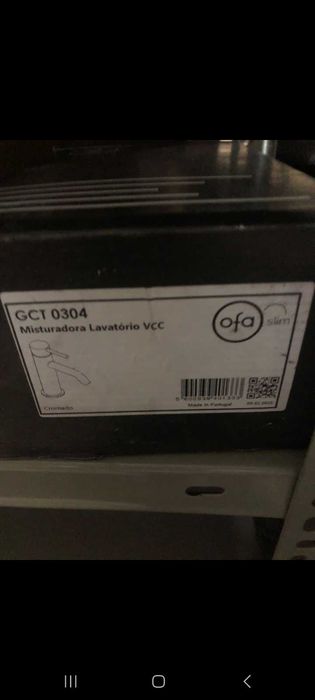 GCT 0304
Misturadora Lavatório VCC
ofa
slim
Cromado
Made in Portugal